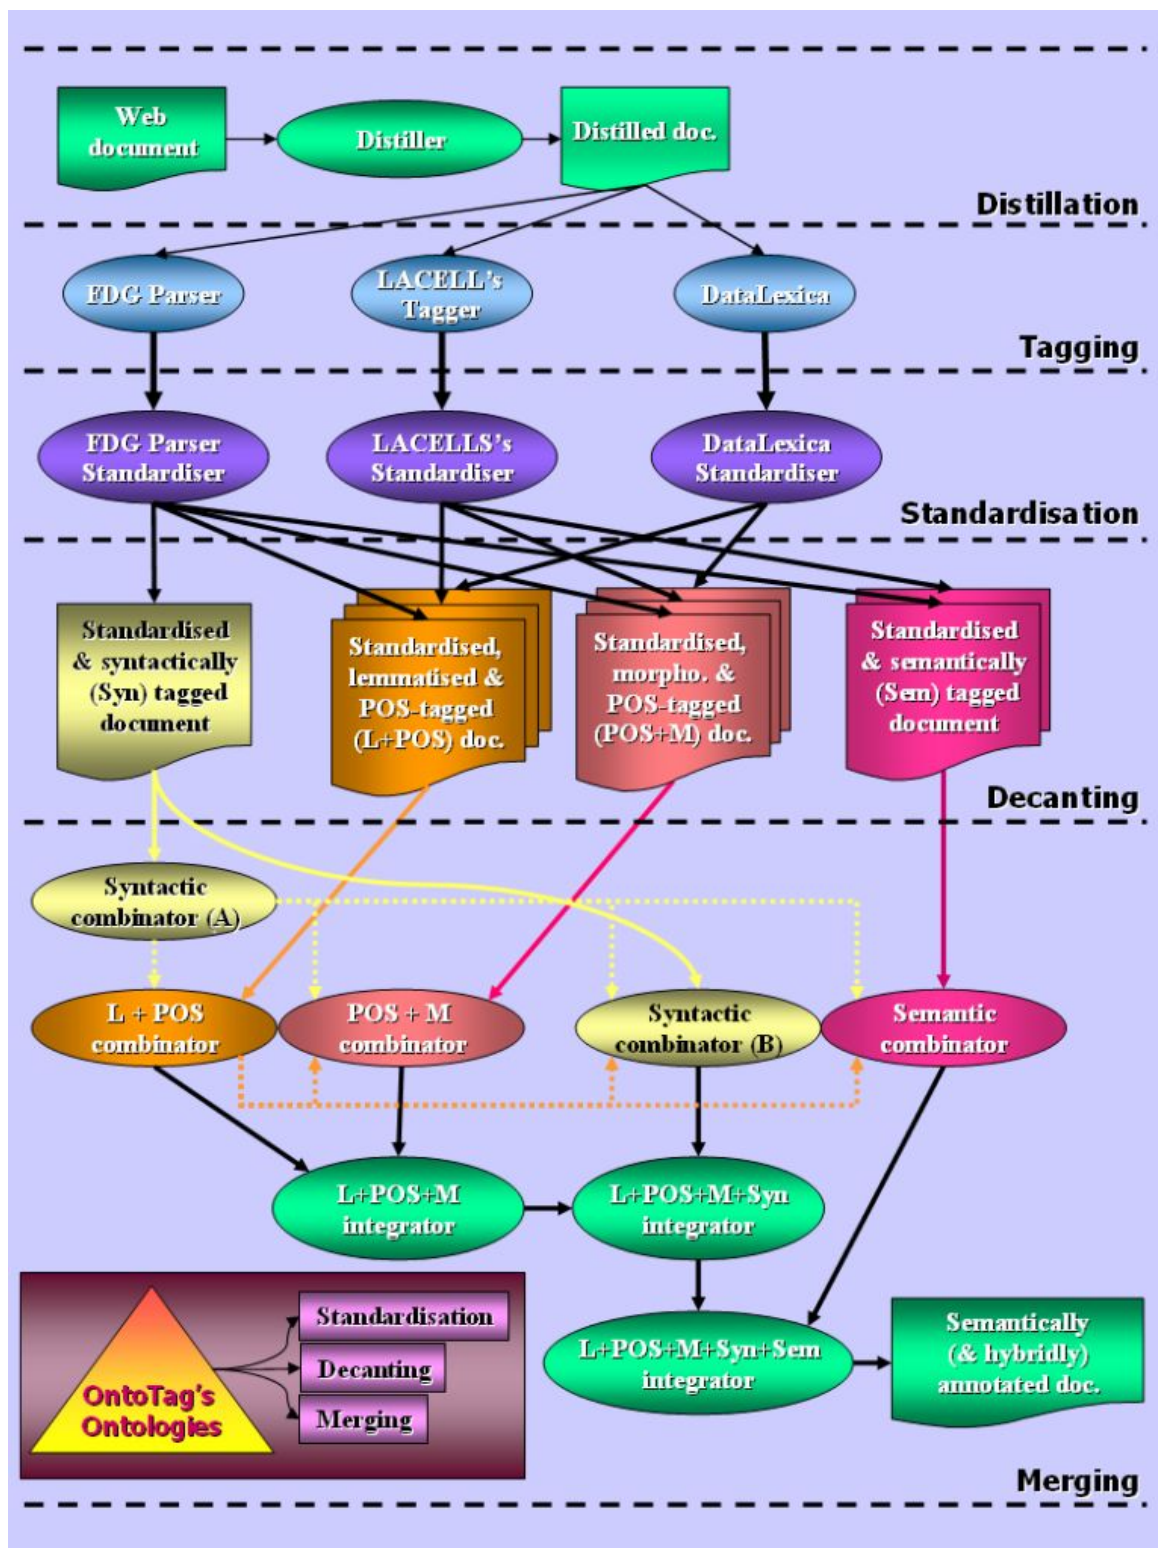 Web
document
Distiller
Distilled doc.
Distillation
FDG Parser
LACELL's
Tagger
DataLexica
Tagging
FDG Parser
Standardiser
LACELLS's
Standardiser
DataLexica
Standardiser
Standardisation
Standardised
& syntactically
(Syn) tagged
document
Standardised,
lemmatised &
POS-tagged
(L+POS) doc.
Standardised,
morpho. &
POS-tagged
(POS+M) doc.
Standardised
& semantically
(Sem) tagged
document
Decanting
Syntactic
combinator (A)
L + POS
combinator
POS + M
combinator
Syntactic
combinator (B)
Semantic
combinator
L+POS+M
integrator
L+POS+M+Syn
integrator
L+POS+M+Syn+Sem
integrator
Semantically
(& hybridly)
annotated doc.
OntoTag's
Ontologies
Standardisation
Decanting
Merging
Merging